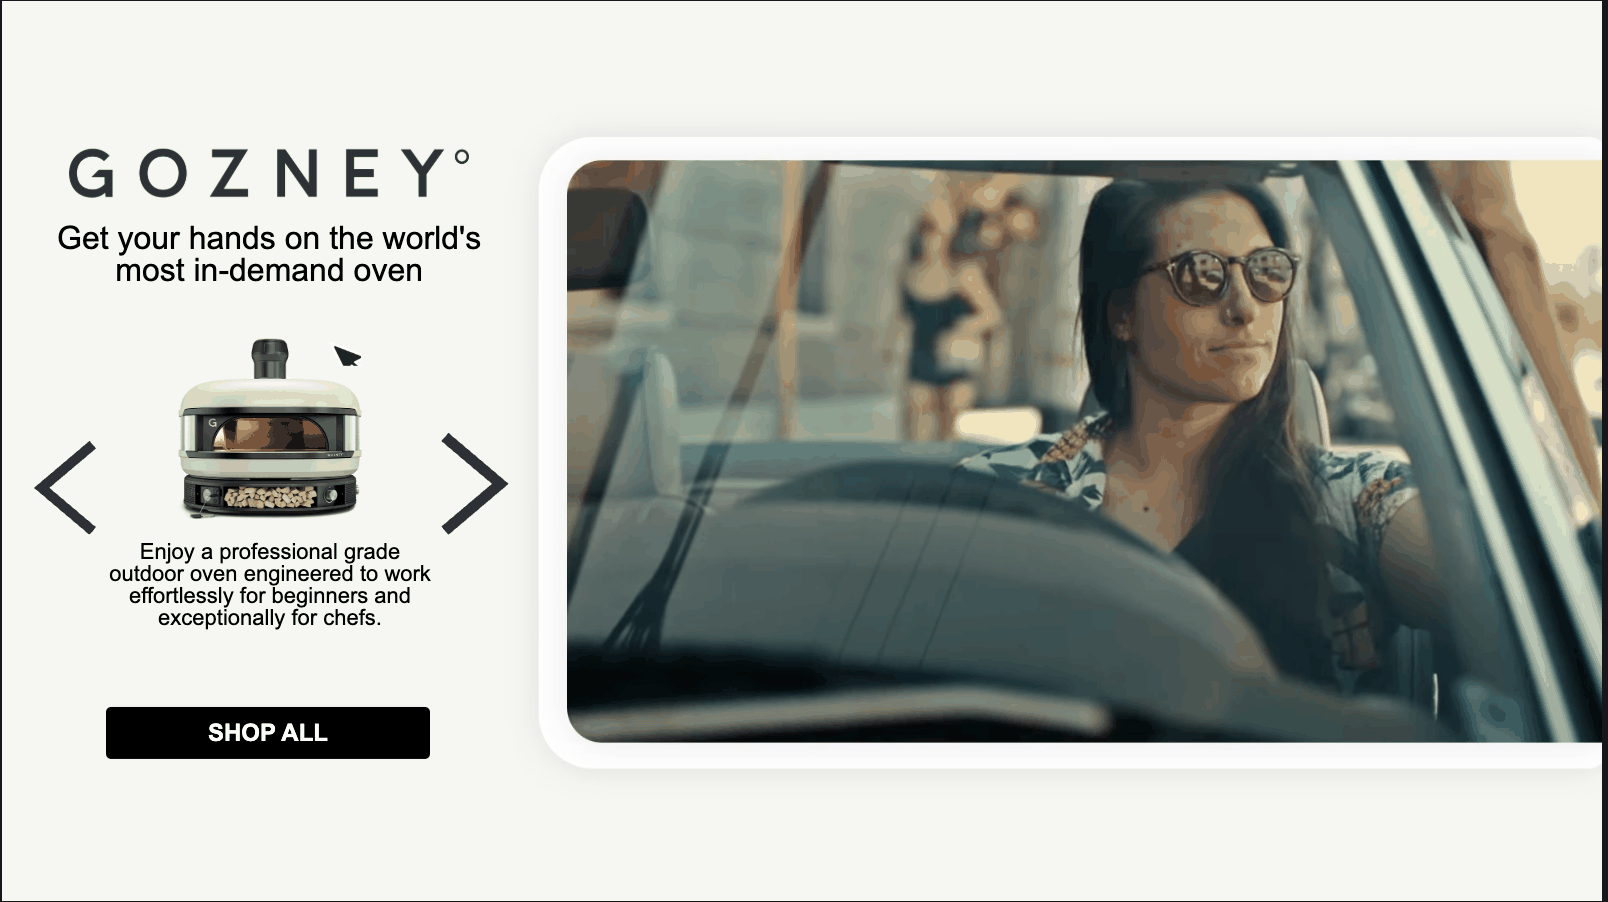 GOZNEY°
Get your hands on the world's
most in-demand oven
G
Enjoy a professional grade
outdoor oven engineered to work
effortlessly for beginners and
exceptionally for chefs.
SHOP ALL